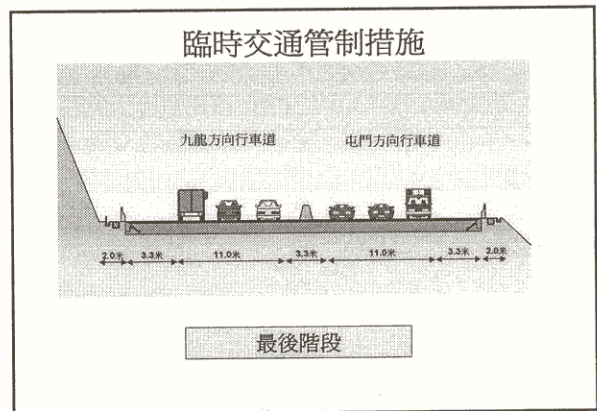 臨時交通管制措施
九龍方向行車道 屯門方向行車道
2.0米 3.3米 11.0米 3.3米 11.0米 3.3米 2.0米
最後階段